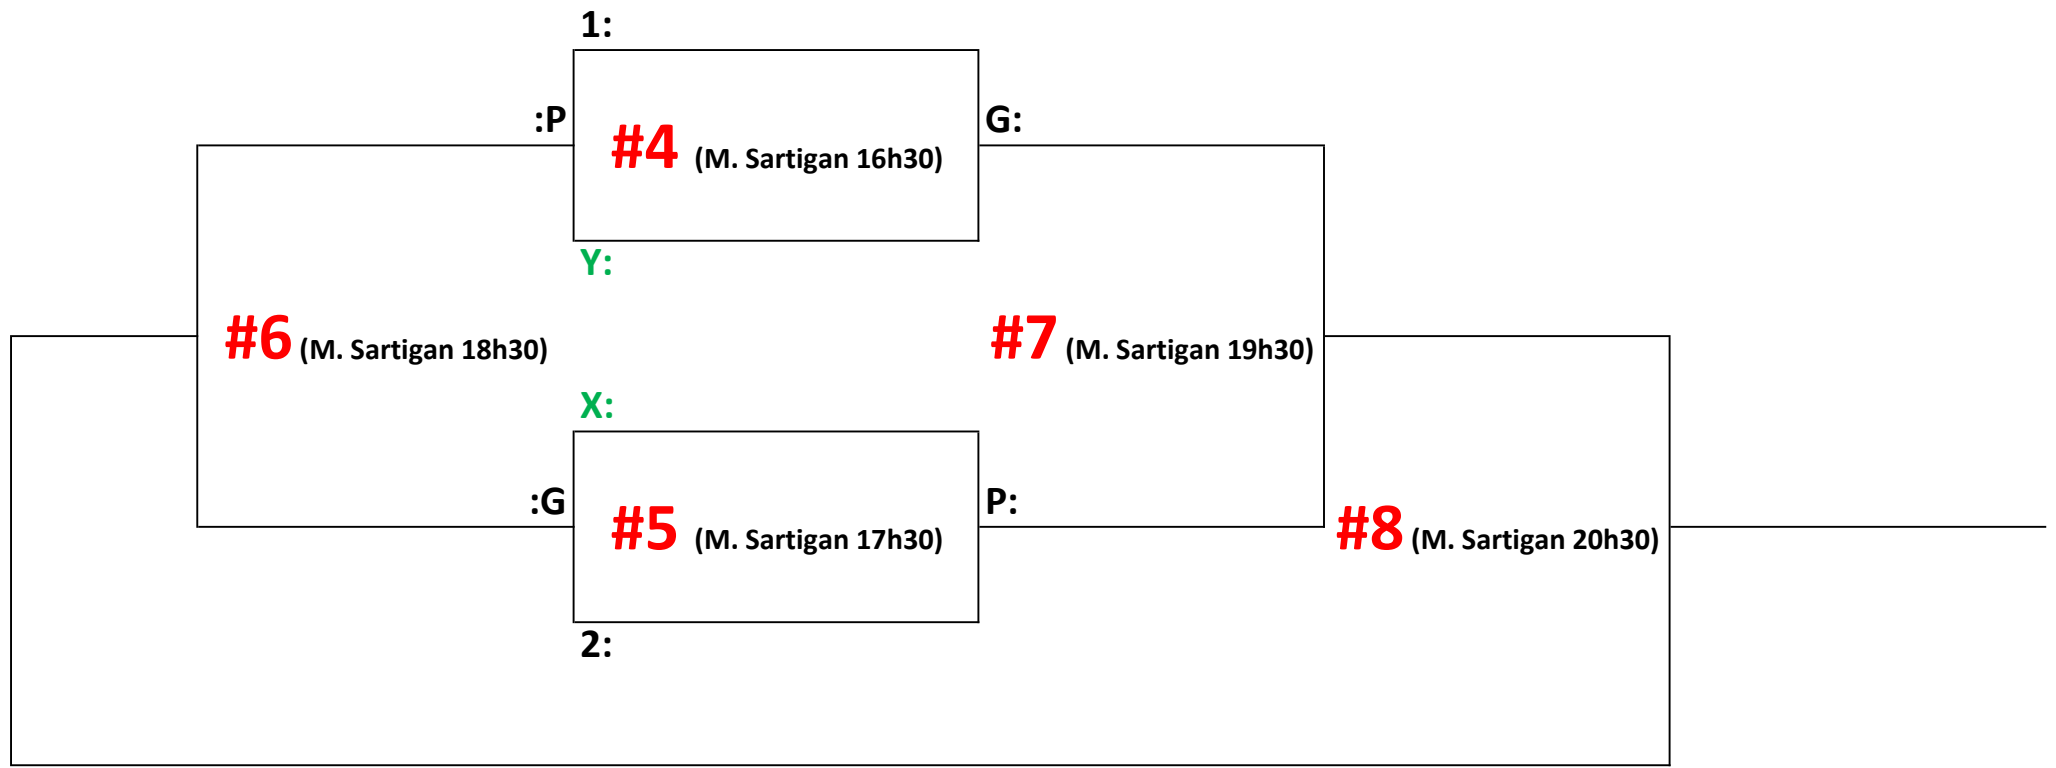 1:
:P
#4 (M. Sartigan 16h30)
G:
Y:
#6 (M. Sartigan 18h30)
#7 (M. Sartigan 19h30)
X:
:G
#5 (M. Sartigan 17h30)
P:
#8 (M. Sartigan 20h30)
2: